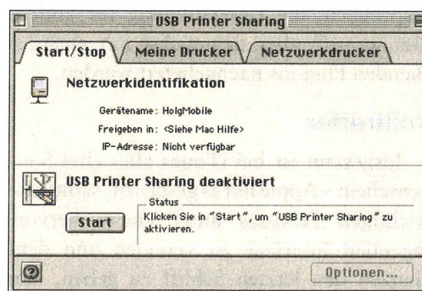 USB Printer Sharing
Start/Stop
Meine Drucker
Netzwerkdrucker
Netzwerkidentifikation
Gerätename : HolgMobile
Freigeben in : <Siehe Mac Hilfe>
IP-Adresse : Nicht verfügbar
USB Printer Sharing deaktiviert
Status
Start
Klicken Sie in "Start", um "USB Printer Sharing" zu
aktivieren.
Optionen...